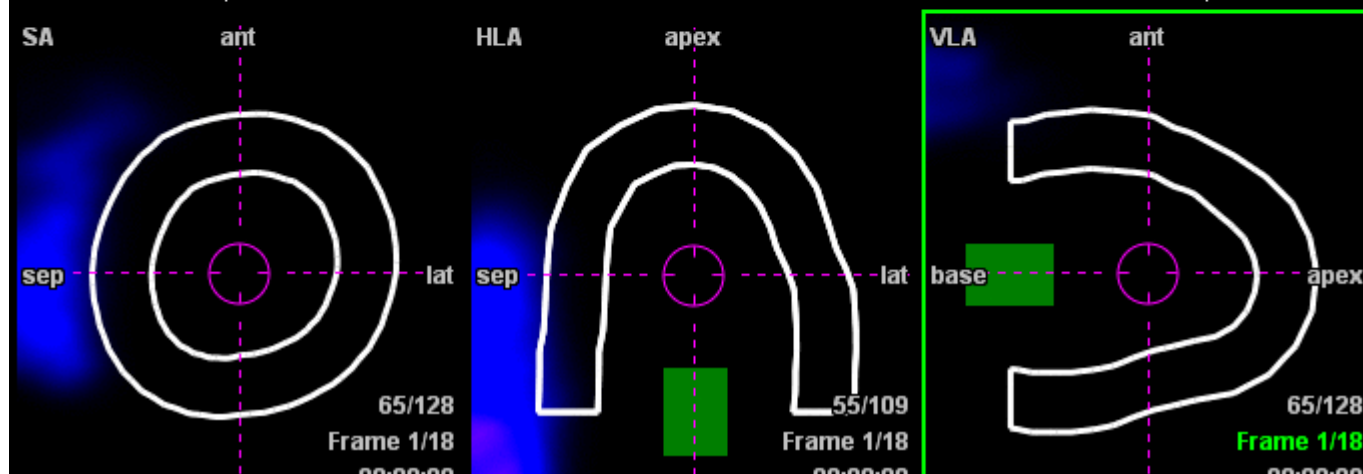 SA
ant
sep
lat
65/128
Frame 1/18
HLA
apex
sep
lat
55/109
Frame 1/18
VLA
ant
base
apex
65/128
Frame 1/18